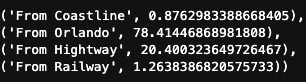 ('From Coastline', 0.8762983388668405),
('From Orlando', 78.41446868981808),
('From Hightway', 20.400323649726467),
('From Railway', 1.2638386820575733))